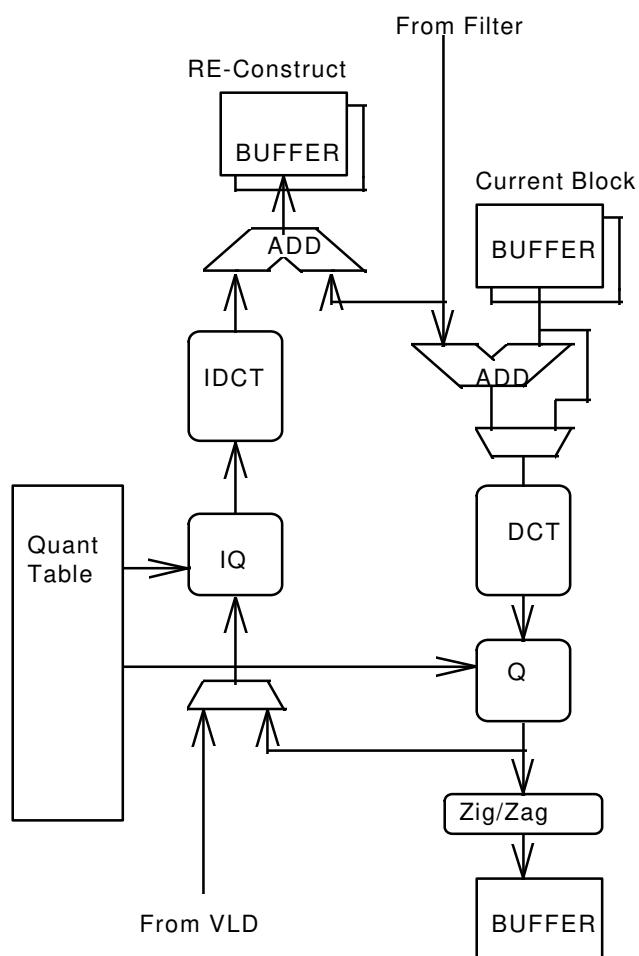 From Filter
RE-Construct
BUFFER
Current Block
ADD
BUFFER
IDCT
ADD
Quant
Table
IQ
DCT
Q
Zig/Zag
From VLD
BUFFER